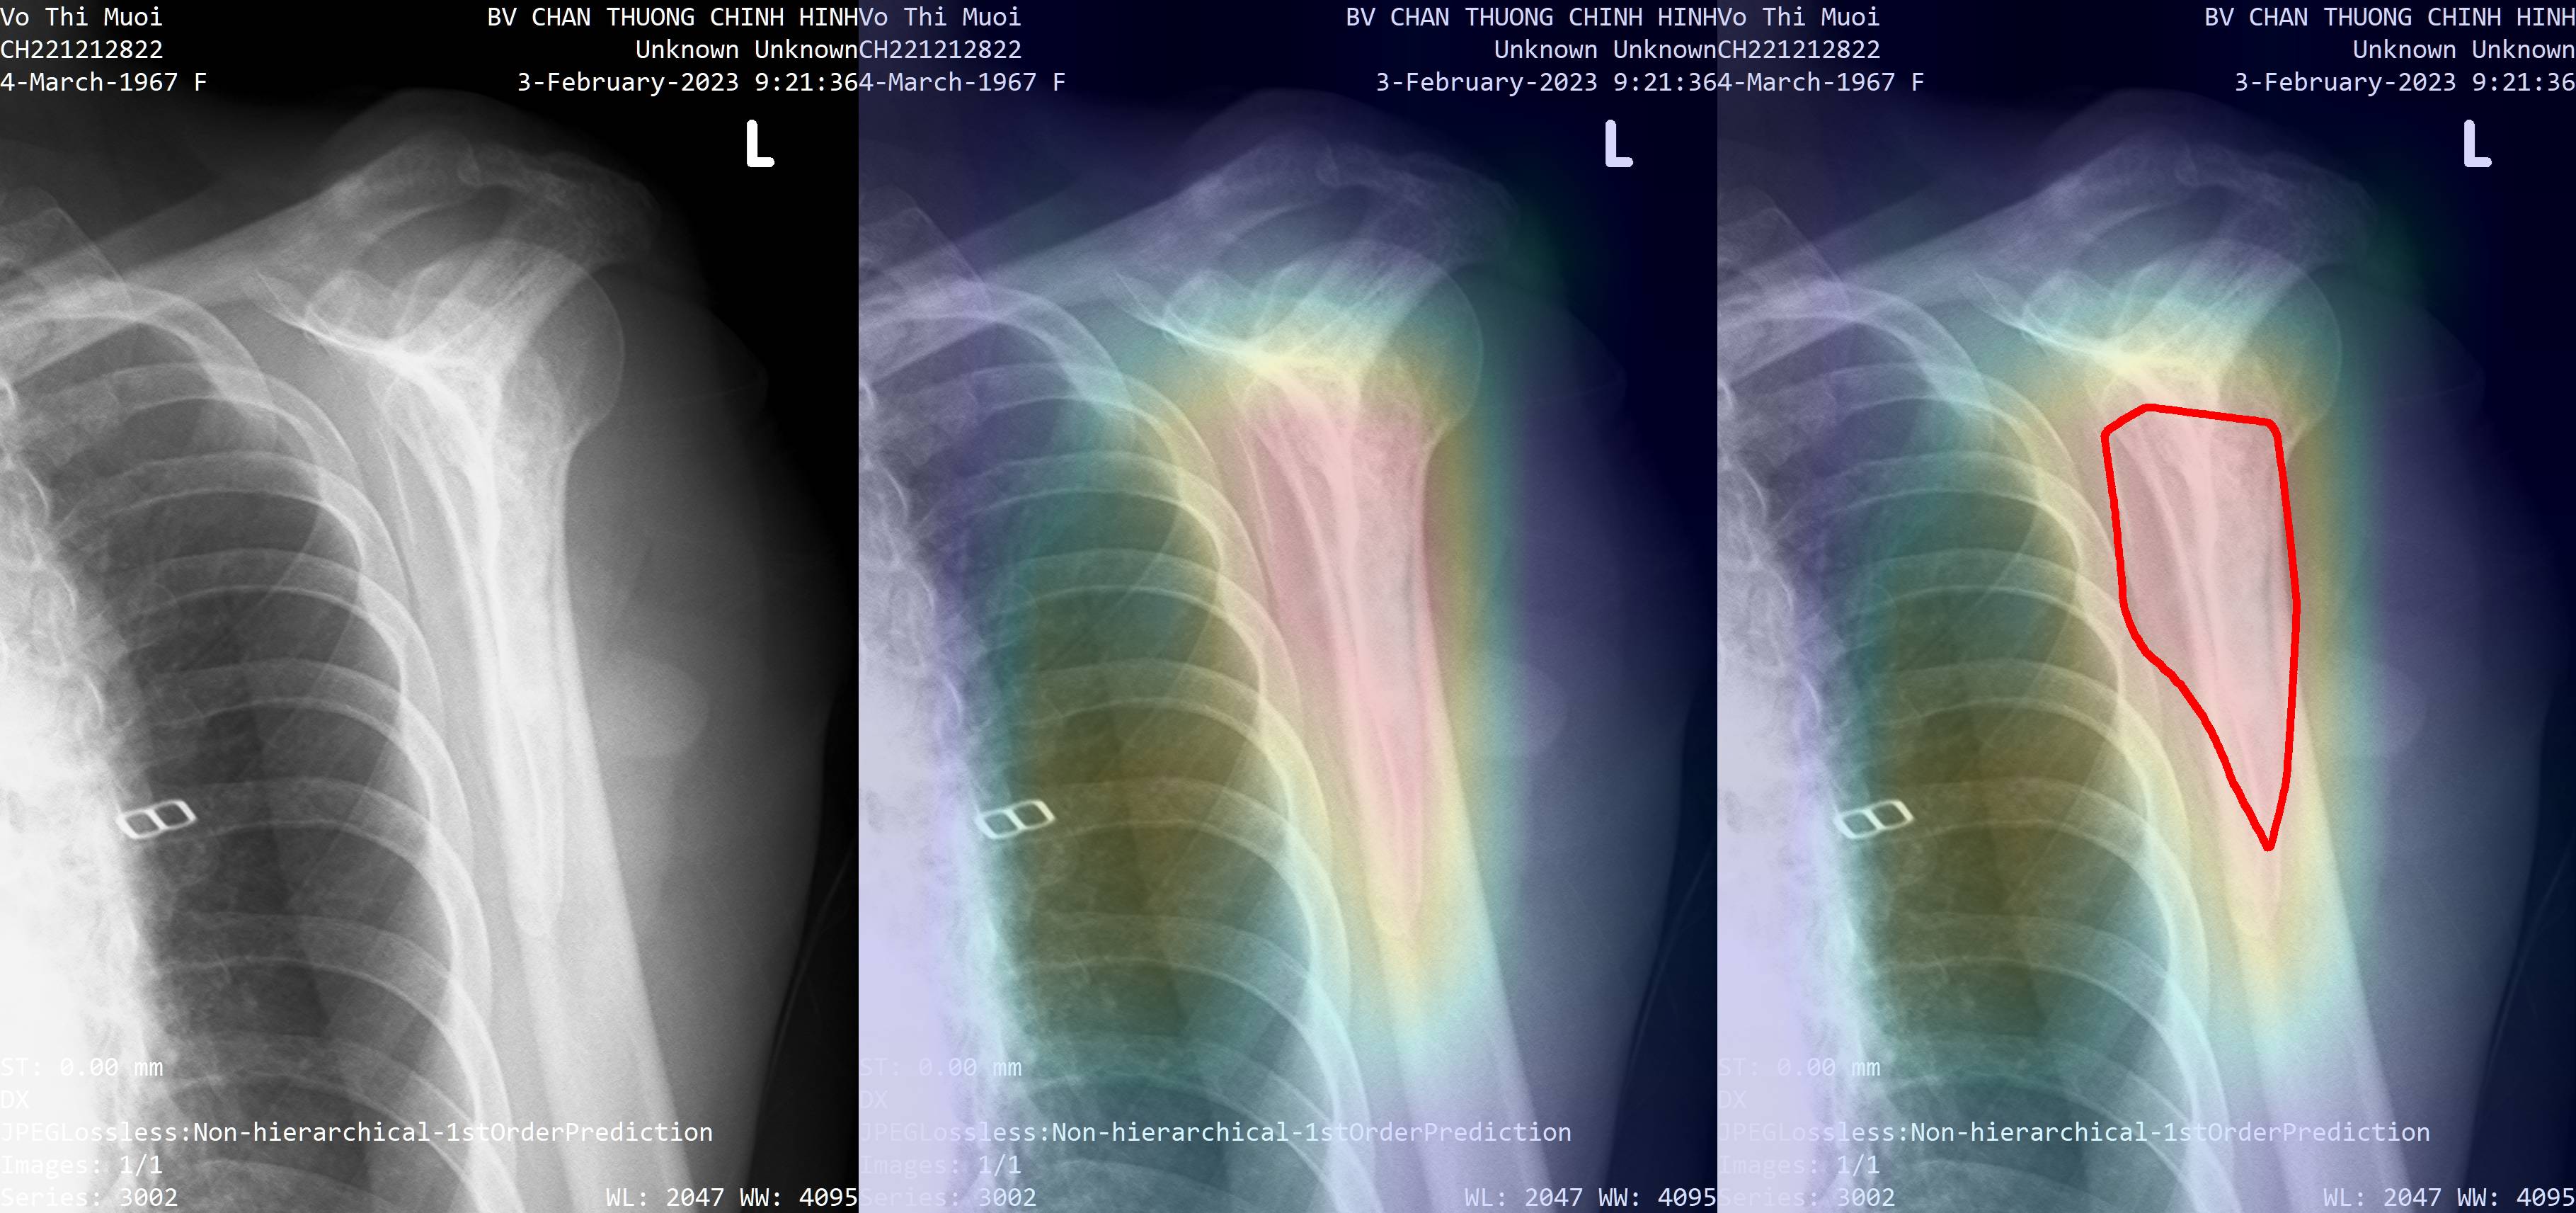 Vo Thi Muoi
CH221212822
4-March-1967 F
BV CHAN THUONG CHINH HINH
Unknown Unknown
3-February-2023 9:21:36
L
ST: 0.00 mm
DX
JPEGLossless:Non-hierarchical-1stOrderPrediction
Images: 1/1
Series: 3002
WL: 2047 WW: 4095
Vo Thi Muoi
CH221212822
4-March-1967 F
BV CHAN THUONG CHINH HINH
Unknown Unknown
3-February-2023 9:21:36
L
ST: 0.00 mm
DX
JPEGLossless:Non-hierarchical-1stOrderPrediction
Images: 1/1
Series: 3002
WL: 2047 WW: 4095
Vo Thi Muoi
CH221212822
4-March-1967 F
BV CHAN THUONG CHINH HINH
Unknown Unknown
3-February-2023 9:21:36
L
ST: 0.00 mm
DX
JPEGLossless:Non-hierarchical-1stOrderPrediction
Images: 1/1
Series: 3002
WL: 2047 WW: 4095